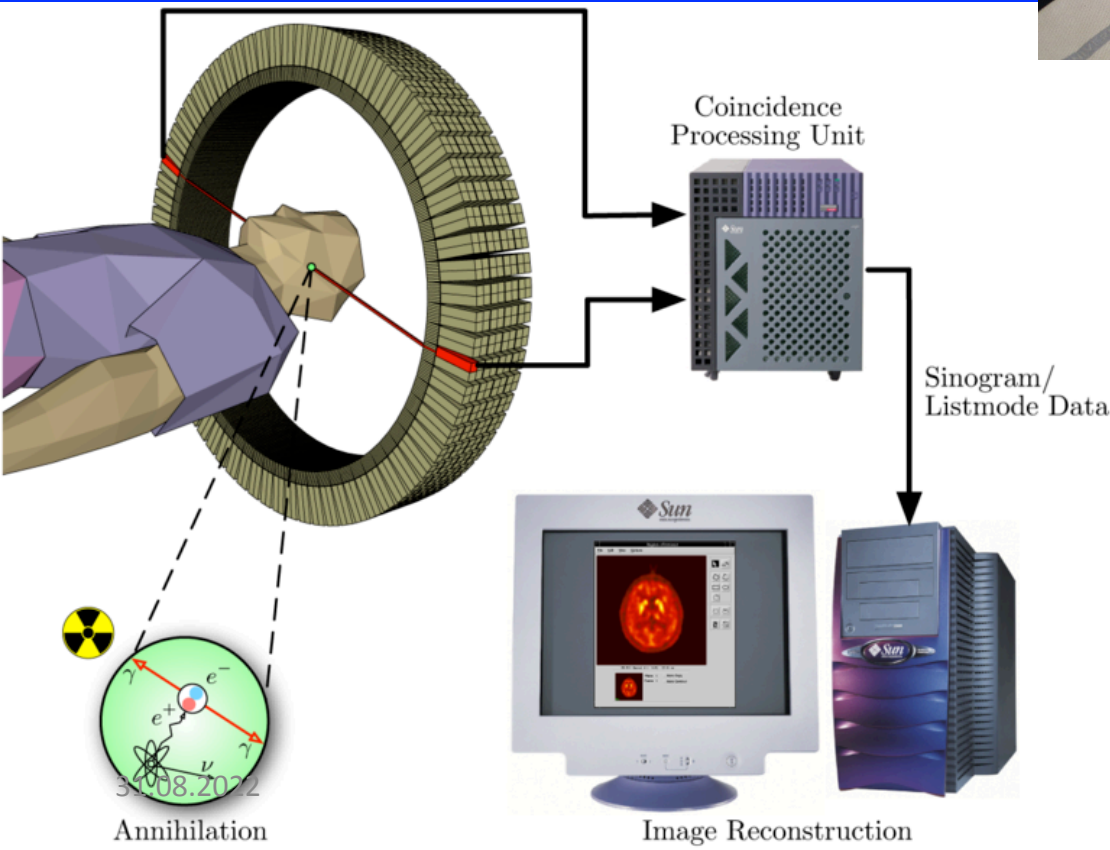 Coincidence
Processing Unit
Sun
Sinogram/
Listmode Data
Sun
Sun
γ
e−
e+
γ
ν
31.08.2022
Annihilation
Image Reconstruction